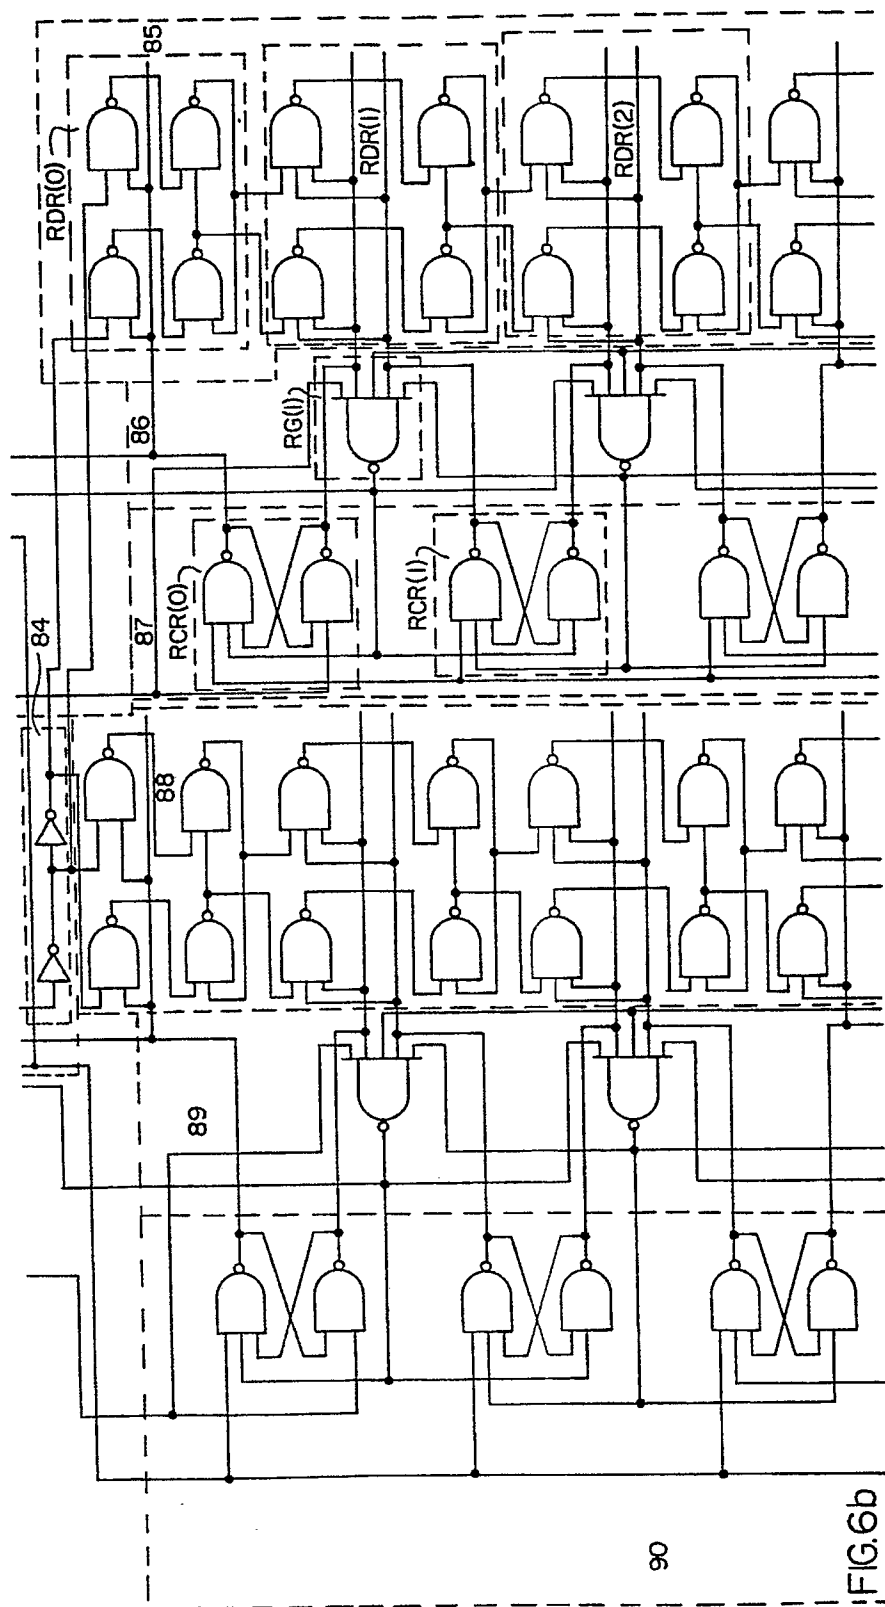 85
RDR(0)
RDR(1)
RDR(2)
86
RG(1)
84
87
RCR(0)
RCR(1)
88
89
90
FIG.6b